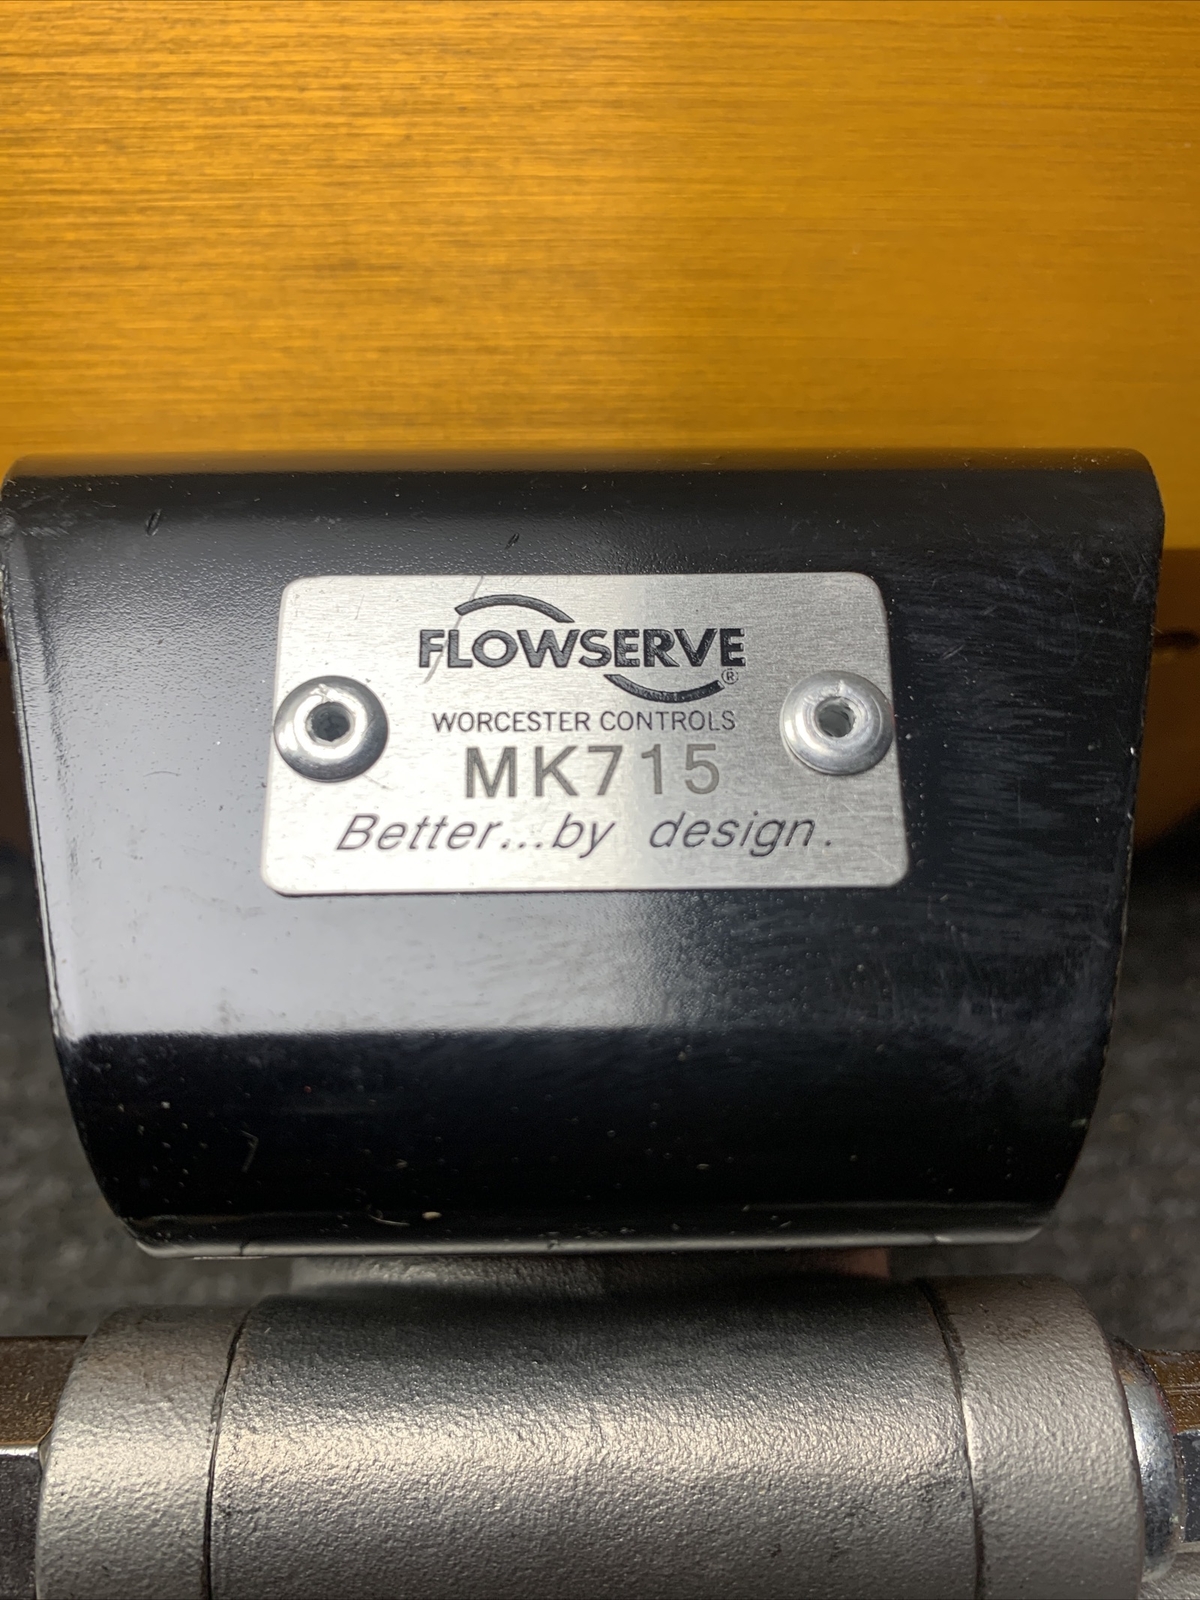 FLOWSERVE®
WORCESTER CONTROLS
MK715
Better...by design.